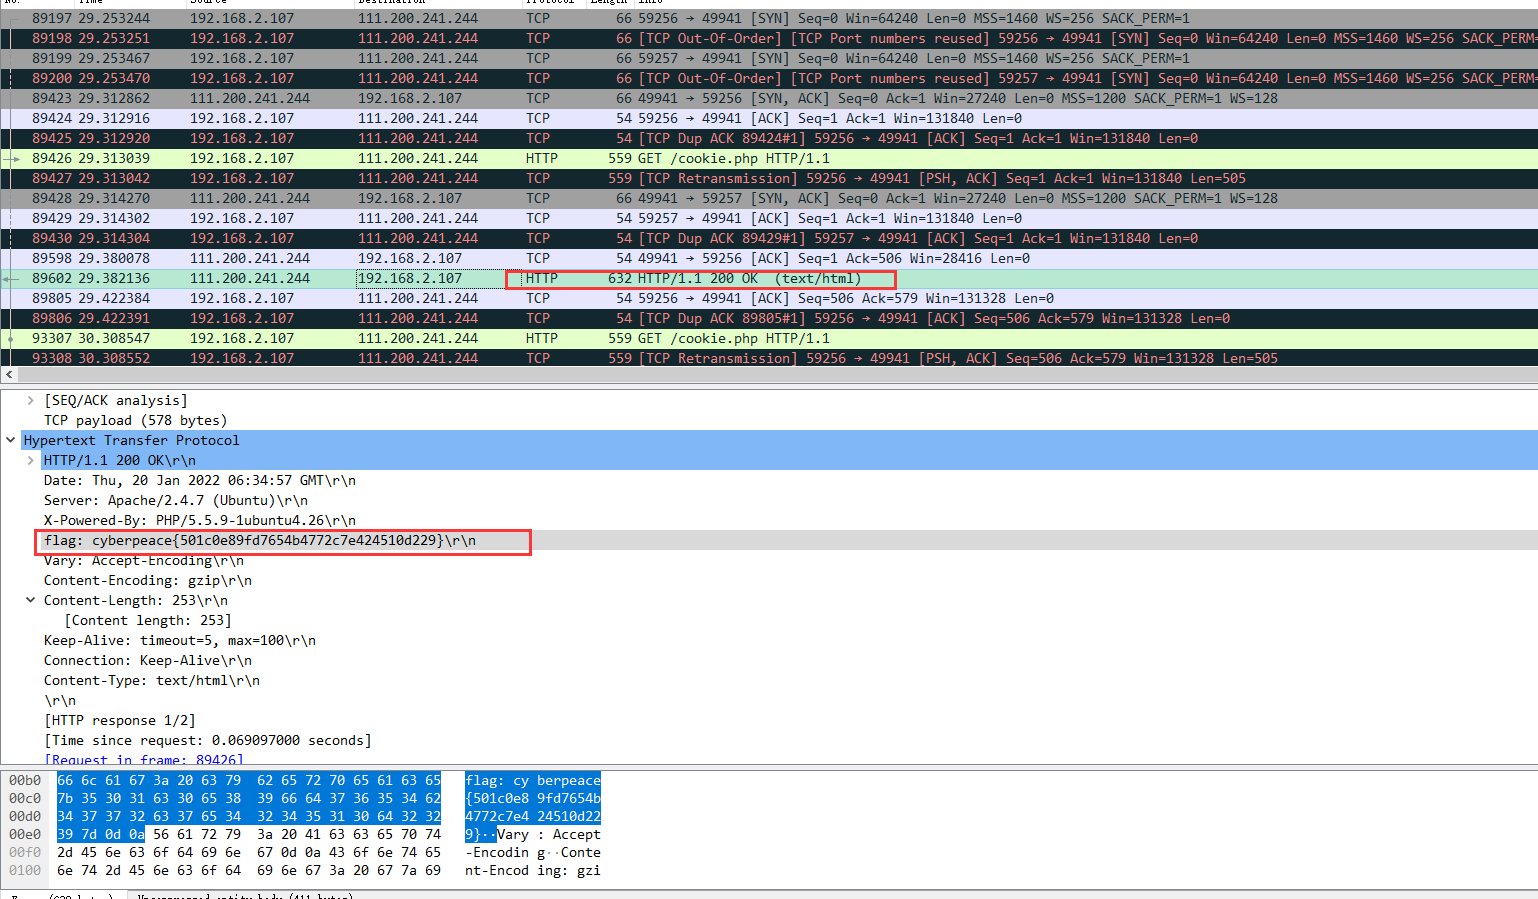 No. Time Source Destination Protocol Length Info
89197 29.253244 192.168.2.107 111.200.241.244 TCP 66 59256 → 49941 [SYN] Seq=0 Win=64240 Len=0 MSS=1460 WS=256 SACK_PERM=1
89198 29.253251 192.168.2.107 111.200.241.244 TCP 66 [TCP Out-Of-Order] [TCP Port numbers reused] 59256 → 49941 [SYN] Seq=0 Win=64240 Len=0 MSS=1460 WS=256 SACK_PERM=
89199 29.253467 192.168.2.107 111.200.241.244 TCP 66 59257 → 49941 [SYN] Seq=0 Win=64240 Len=0 MSS=1460 WS=256 SACK_PERM=1
89200 29.253470 192.168.2.107 111.200.241.244 TCP 66 [TCP Out-Of-Order] [TCP Port numbers reused] 59257 → 49941 [SYN] Seq=0 Win=64240 Len=0 MSS=1460 WS=256 SACK_PERM=
89423 29.312862 111.200.241.244 192.168.2.107 TCP 66 49941 → 59256 [SYN, ACK] Seq=0 Ack=1 Win=27240 Len=0 MSS=1200 SACK_PERM=1 WS=128
89424 29.312916 192.168.2.107 111.200.241.244 TCP 54 59256 → 49941 [ACK] Seq=1 Ack=1 Win=131840 Len=0
89425 29.312920 192.168.2.107 111.200.241.244 TCP 54 [TCP Dup ACK 89424#1] 59256 → 49941 [ACK] Seq=1 Ack=1 Win=131840 Len=0
89426 29.313039 192.168.2.107 111.200.241.244 HTTP 559 GET /cookie.php HTTP/1.1
89427 29.313042 192.168.2.107 111.200.241.244 TCP 559 [TCP Retransmission] 59256 → 49941 [PSH, ACK] Seq=1 Ack=1 Win=131840 Len=505
89428 29.314270 111.200.241.244 192.168.2.107 TCP 66 49941 → 59257 [SYN, ACK] Seq=0 Ack=1 Win=27240 Len=0 MSS=1200 SACK_PERM=1 WS=128
89429 29.314302 192.168.2.107 111.200.241.244 TCP 54 59257 → 49941 [ACK] Seq=1 Ack=1 Win=131840 Len=0
89430 29.314304 192.168.2.107 111.200.241.244 TCP 54 [TCP Dup ACK 89429#1] 59257 → 49941 [ACK] Seq=1 Ack=1 Win=131840 Len=0
89598 29.380078 111.200.241.244 192.168.2.107 TCP 54 49941 → 59256 [ACK] Seq=1 Ack=506 Win=28416 Len=0
89602 29.382136 111.200.241.244 192.168.2.107 HTTP 632 HTTP/1.1 200 OK (text/html)
89805 29.422384 192.168.2.107 111.200.241.244 TCP 54 59256 → 49941 [ACK] Seq=506 Ack=579 Win=131328 Len=0
89806 29.422391 192.168.2.107 111.200.241.244 TCP 54 [TCP Dup ACK 89805#1] 59256 → 49941 [ACK] Seq=506 Ack=579 Win=131328 Len=0
93307 30.308547 192.168.2.107 111.200.241.244 HTTP 559 GET /cookie.php HTTP/1.1
93308 30.308552 192.168.2.107 111.200.241.244 TCP 559 [TCP Retransmission] 59256 → 49941 [PSH, ACK] Seq=506 Ack=579 Win=131328 Len=505
[SEQ/ACK analysis]
TCP payload (578 bytes)
Hypertext Transfer Protocol
HTTP/1.1 200 OK\r\n
Date: Thu, 20 Jan 2022 06:34:57 GMT\r\n
Server: Apache/2.4.7 (Ubuntu)\r\n
X-Powered-By: PHP/5.5.9-1ubuntu4.26\r\n
flag: cyberpeace{501c0e89fd7654b4772c7e424510d229}\r\n
Vary: Accept-Encoding\r\n
Content-Encoding: gzip\r\n
Content-Length: 253\r\n
[Content length: 253]
Keep-Alive: timeout=5, max=100\r\n
Connection: Keep-Alive\r\n
Content-Type: text/html\r\n
\r\n
[HTTP response 1/2]
[Time since request: 0.069097000 seconds]
[Request in frame: 89426]
00b0 66 6c 61 67 3a 20 63 79 62 65 72 70 65 61 63 65 flag: cy berpeace
00c0 7b 35 30 31 63 30 65 38 39 66 64 37 36 35 34 62 {501c0e8 9fd7654b
00d0 34 37 37 32 63 37 65 34 32 34 35 31 30 64 32 32 4772c7e4 24510d22
00e0 39 7d 0d 0a 56 61 72 79 3a 20 41 63 63 65 70 74 9}··Vary : Accept
00f0 2d 45 6e 63 6f 64 69 6e 67 0d 0a 43 6f 6e 74 65 -Encodin g··Conte
0100 6e 74 2d 45 6e 63 6f 64 69 6e 67 3a 20 67 7a 69 nt-Encod ing: gzi